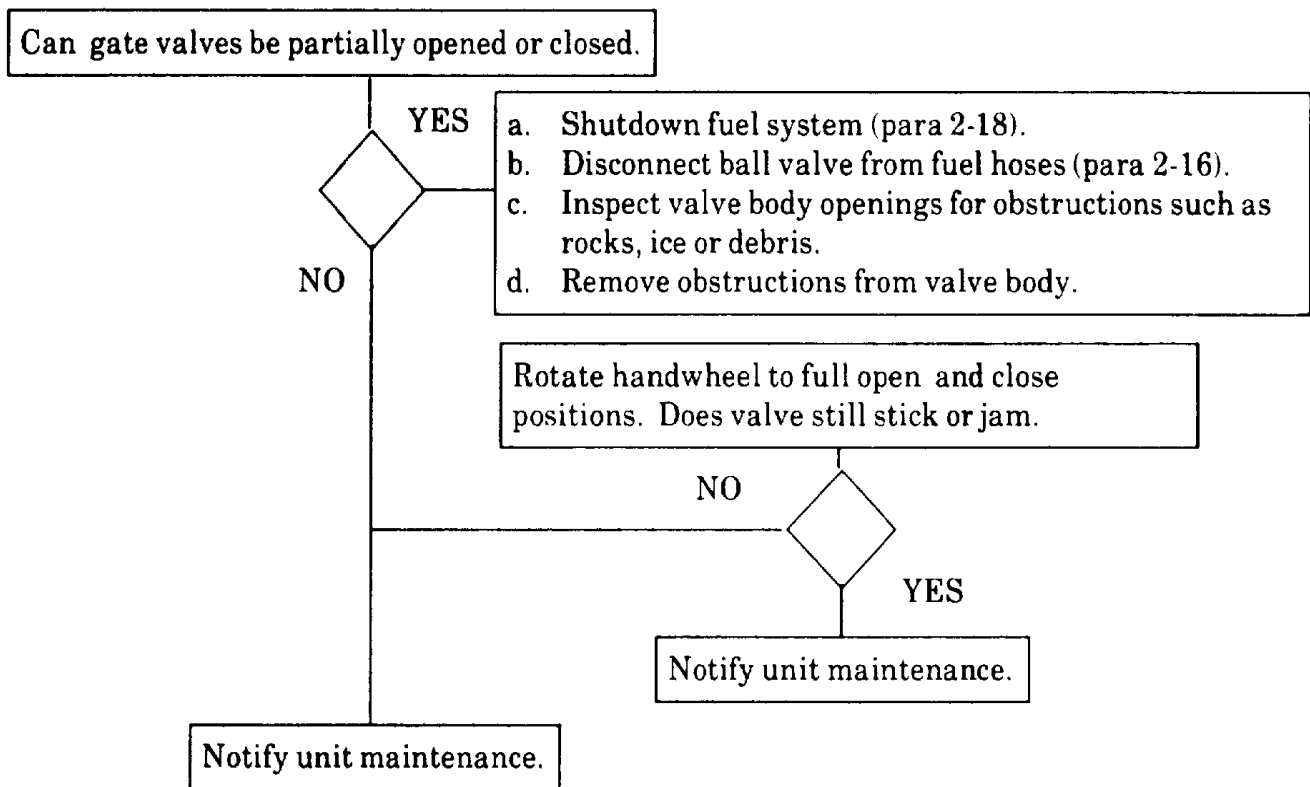 Can gate valves be partially opened or closed.
YES
a. Shutdown fuel system (para 2-18).
b. Disconnect ball valve from fuel hoses (para 2-16).
c. Inspect valve body openings for obstructions such as
rocks, ice or debris.
d. Remove obstructions from valve body.
NO
Rotate handwheel to full open and close
positions. Does valve still stick or jam.
NO
YES
Notify unit maintenance.
Notify unit maintenance.